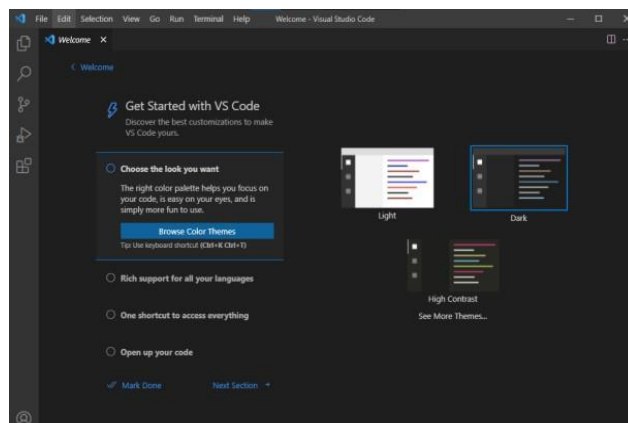 File Edit Selection View Go Run Terminal Help Welcome - Visual Studio Code
Welcome
Welcome
Get Started with VS Code
Discover the best customizations to make
VS Code yours.
Choose the look you want
The right color palette helps you focus on
your code, is easy on your eyes, and is
simply more fun to use.
Browse Color Themes
Tip: Use keyboard shortcut (Ctrl+K Ctrl+T)
Rich support for all your languages
One shortcut to access everything
Open up your code
Mark Done Next Section
Light
Dark
High Contrast
See More Themes...